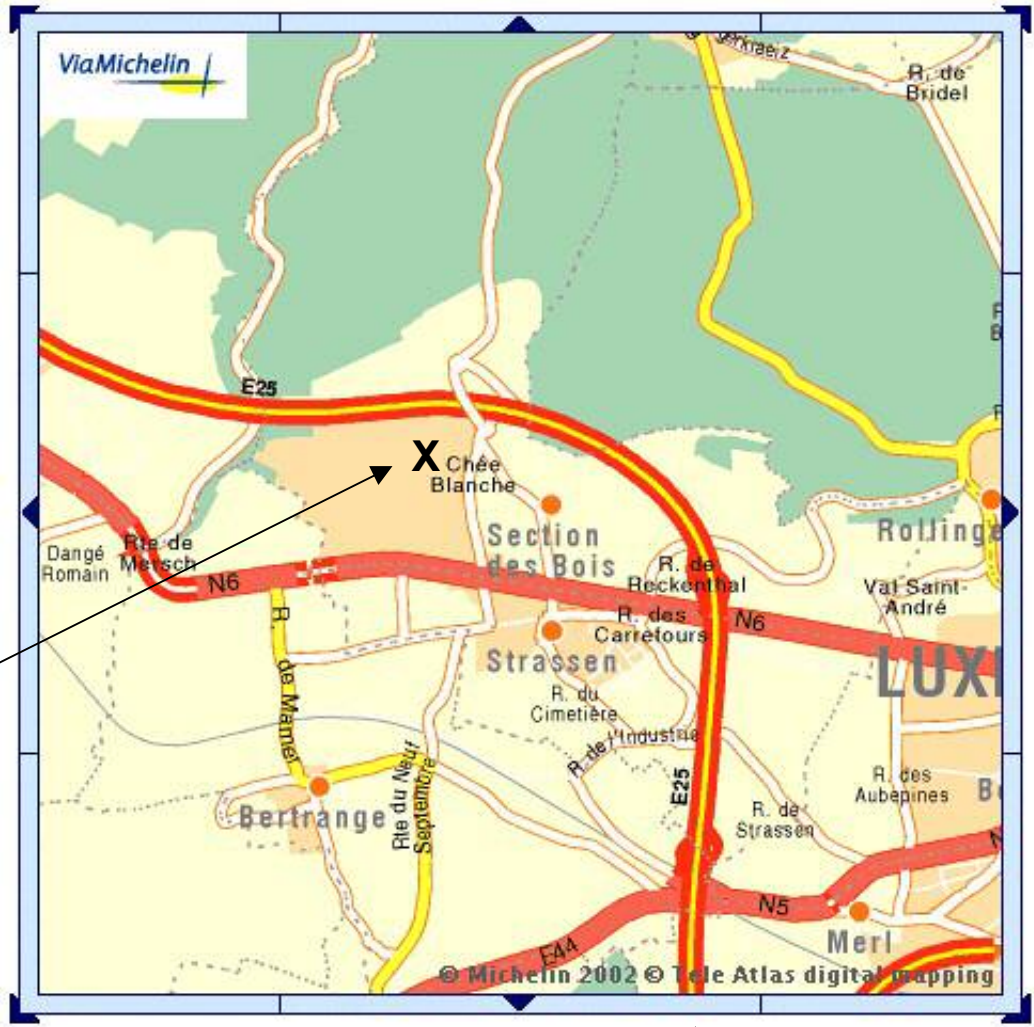 ViaMichelin
R. de
Bridel
E25
X
Chée
Blanche
Section
des Bois
Rollinge
Dangé
Romain
Rte de
Mersch
N6
R. de
Reckenthal
Val Saint-
André
R. des
Carrefours
N6
Strassen
LUXI
R. de Mamer
R. du
Cimetière
R. de l'Industrie
Rte du Neuf
Septembre
E25
R. des
Aubepines
Bertrange
R. de
Strassen
N5
Merl
E44
© Michelin 2002 © Tele Atlas digital mapping